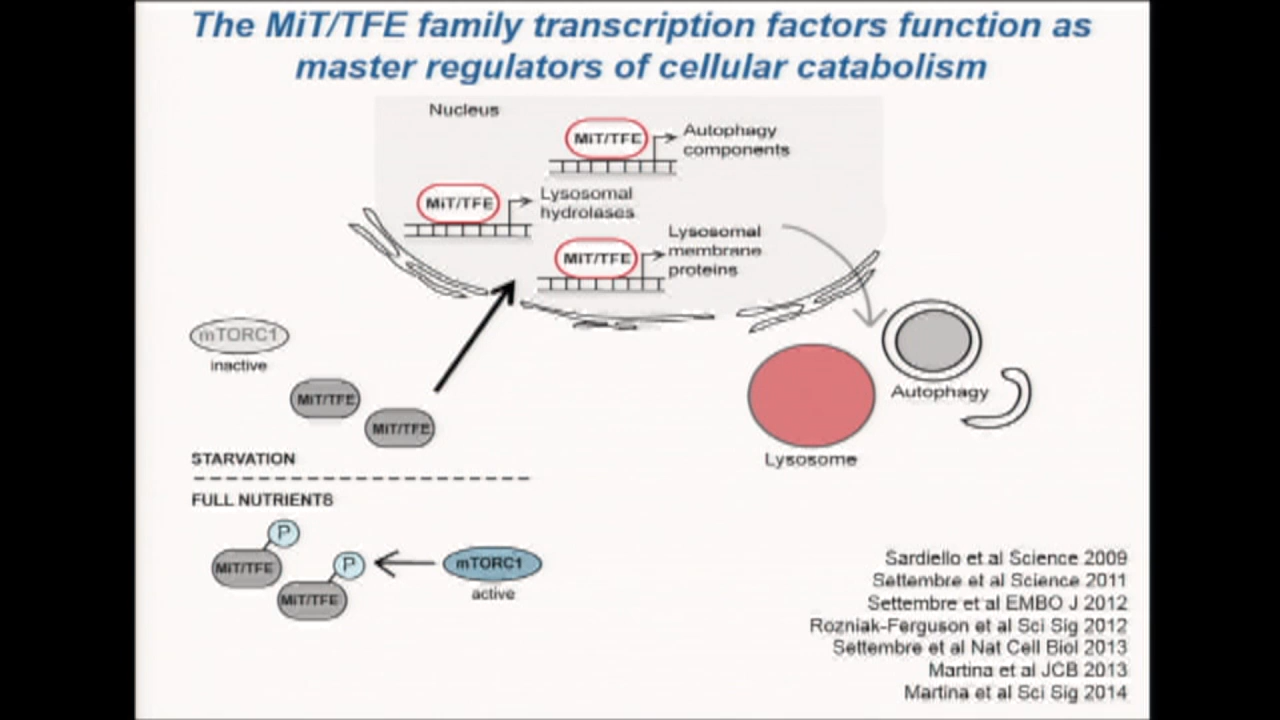 The MiT/TFE family transcription factors function as
master regulators of cellular catabolism
Nucleus
MiT/TFE
Autophagy
components
MiT/TFE
Lysosomal
hydrolases
MiT/TFE
Lysosomal
membrane
proteins
mTORC1
inactive
MiT/TFE
MiT/TFE
Autophagy
Lysosome
STARVATION
FULL NUTRIENTS
P
MiT/TFE
P
MiT/TFE
mTORC1
active
Sardiello et al Science 2009
Settembre et al Science 2011
Settembre et al EMBO J 2012
Rozniak-Ferguson et al Sci Sig 2012
Settembre et al Nat Cell Biol 2013
Martina et al JCB 2013
Martina et al Sci Sig 2014